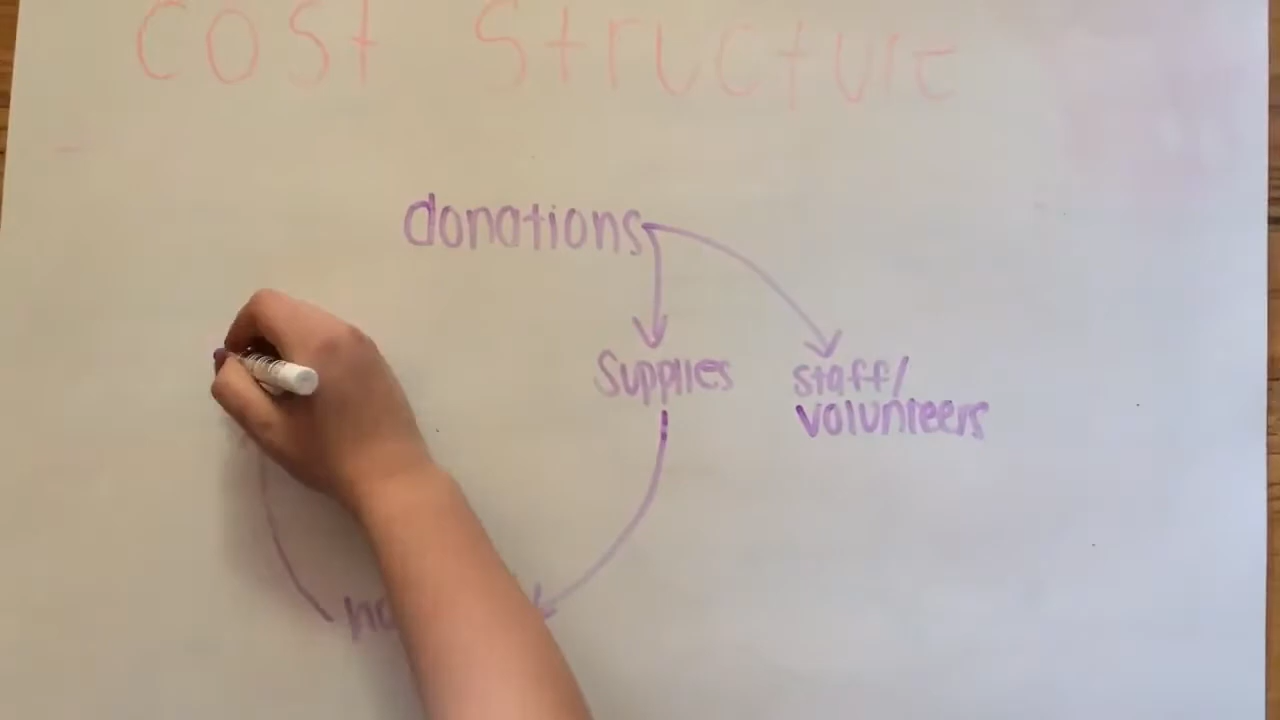 cost structure
donations
supplies
staff/
volunteers